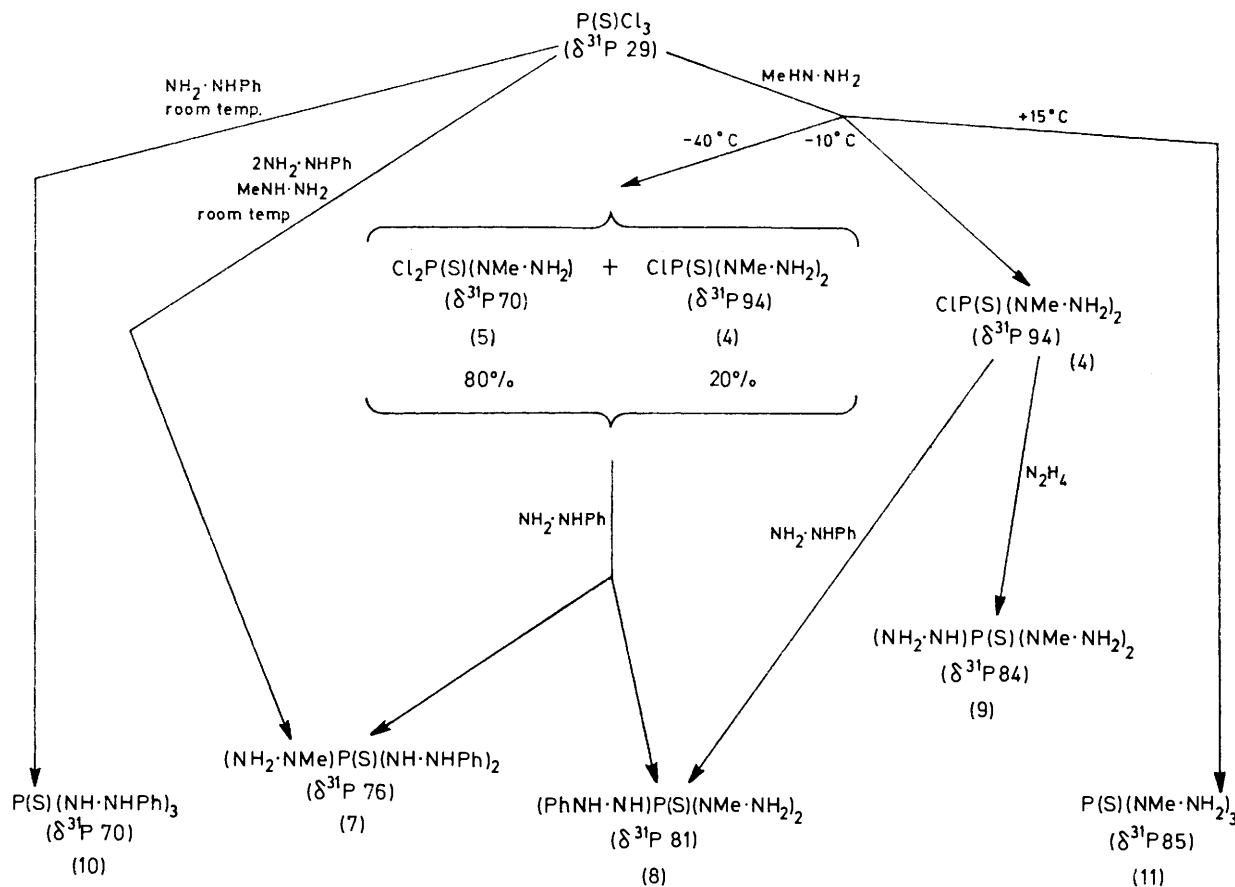 P(S)Cl₃
(δ³¹P 29)
NH₂·NHPh
room temp.
MeHN·NH₂
+15°C
-40°C
-10°C
2NH₂·NHPh
MeNH·NH₂
room temp
Cl₂P(S)(NMe·NH₂) + ClP(S)(NMe·NH₂)₂
(δ³¹P 70) (δ³¹P 94)
(5) (4)
80% 20%
ClP(S)(NMe·NH₂)₂
(δ³¹P 94)
(4)
NH₂·NHPh
NH₂·NHPh
N₂H₄
(NH₂·NH)P(S)(NMe·NH₂)₂
(δ³¹P 84)
(9)
(NH₂·NMe)P(S)(NH·NHPh)₂
(δ³¹P 76)
(7)
P(S)(NH·NHPh)₃
(δ³¹P 70)
(10)
(PhNH·NH)P(S)(NMe·NH₂)₂
(δ³¹P 81)
(8)
P(S)(NMe·NH₂)₃
(δ³¹P 85)
(11)